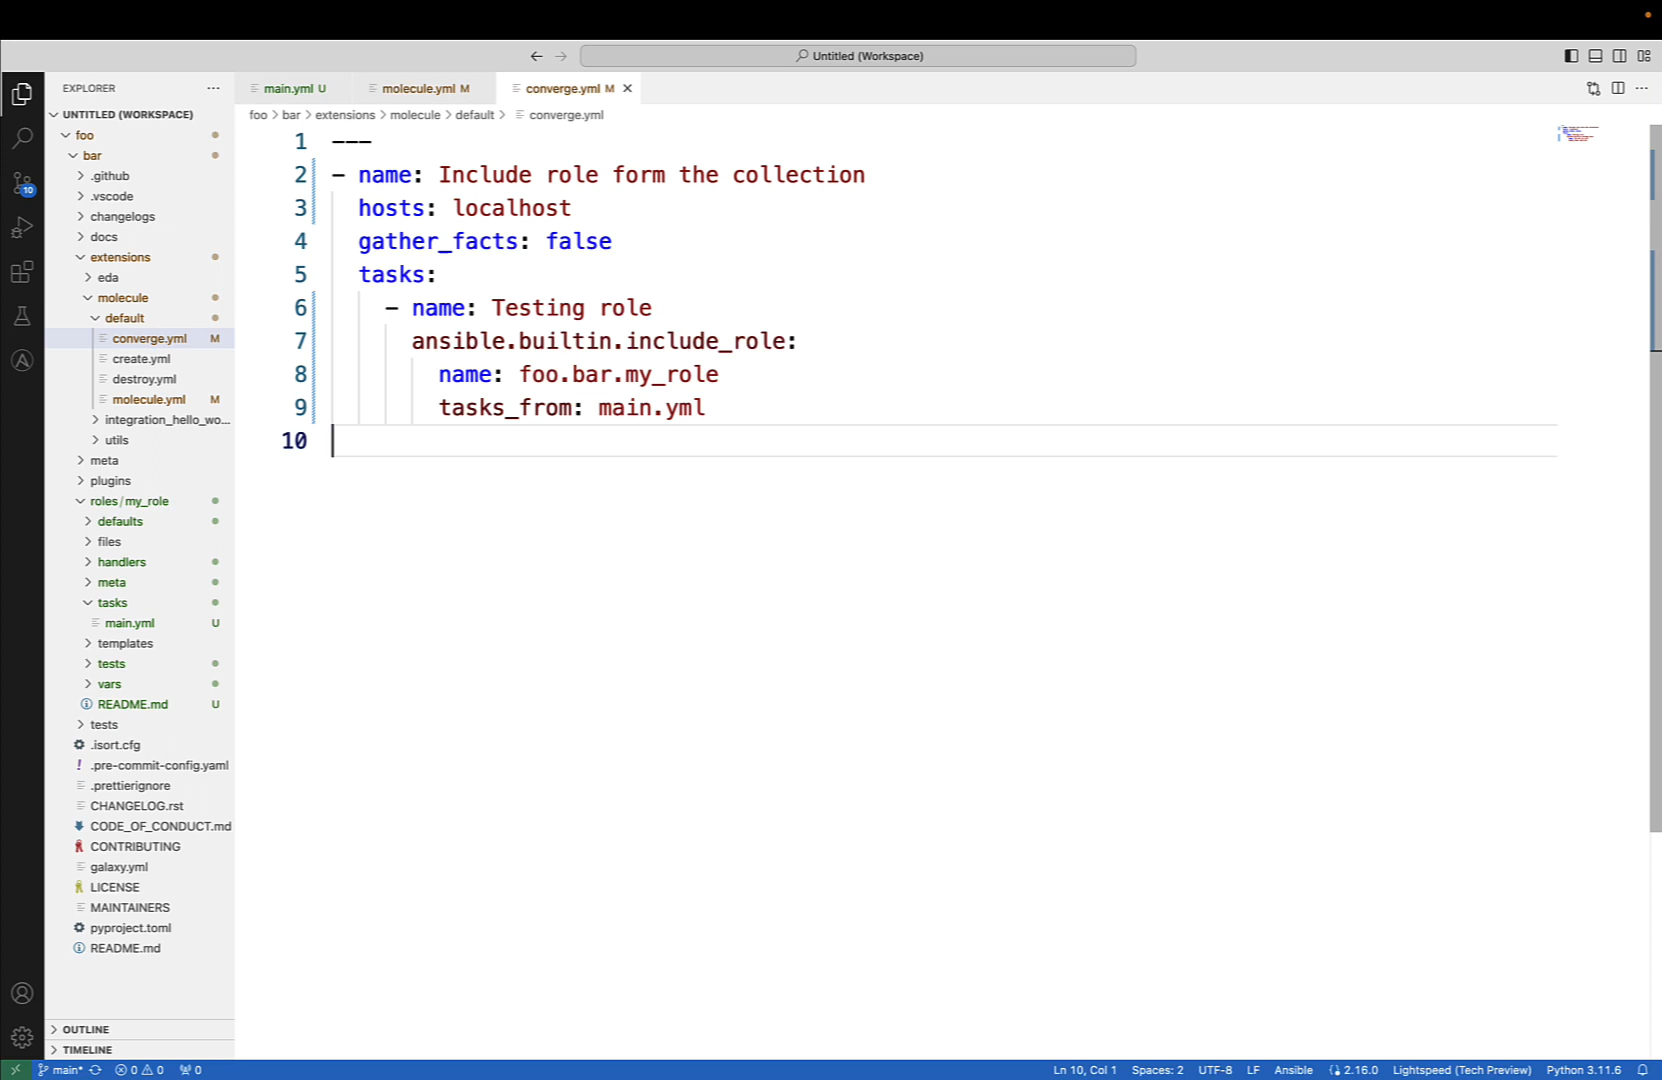 Untitled (Workspace)
EXPLORER
main.yml U
molecule.yml M
converge.yml M
UNTITLED (WORKSPACE)
foo > bar > extensions > molecule > default > converge.yml
foo
bar
.github
.vscode
changelogs
docs
extensions
eda
molecule
default
converge.yml M
create.yml
destroy.yml
molecule.yml M
integration_hello_wo...
utils
meta
plugins
roles/my_role
defaults
files
handlers
meta
tasks
main.yml U
templates
tests
vars
README.md U
tests
.isort.cfg
.pre-commit-config.yaml
.prettierignore
CHANGELOG.rst
CODE_OF_CONDUCT.md
CONTRIBUTING
galaxy.yml
LICENSE
MAINTAINERS
pyproject.toml
README.md
OUTLINE
TIMELINE
10
1 ---
2 - name: Include role form the collection
3 hosts: localhost
4 gather_facts: false
5 tasks:
6 - name: Testing role
7 ansible.builtin.include_role:
8 name: foo.bar.my_role
9 tasks_from: main.yml
10
main* 0 0 0 Ln 10, Col 1 Spaces: 2 UTF-8 LF Ansible 2.16.0 Lightspeed (Tech Preview) Python 3.11.6